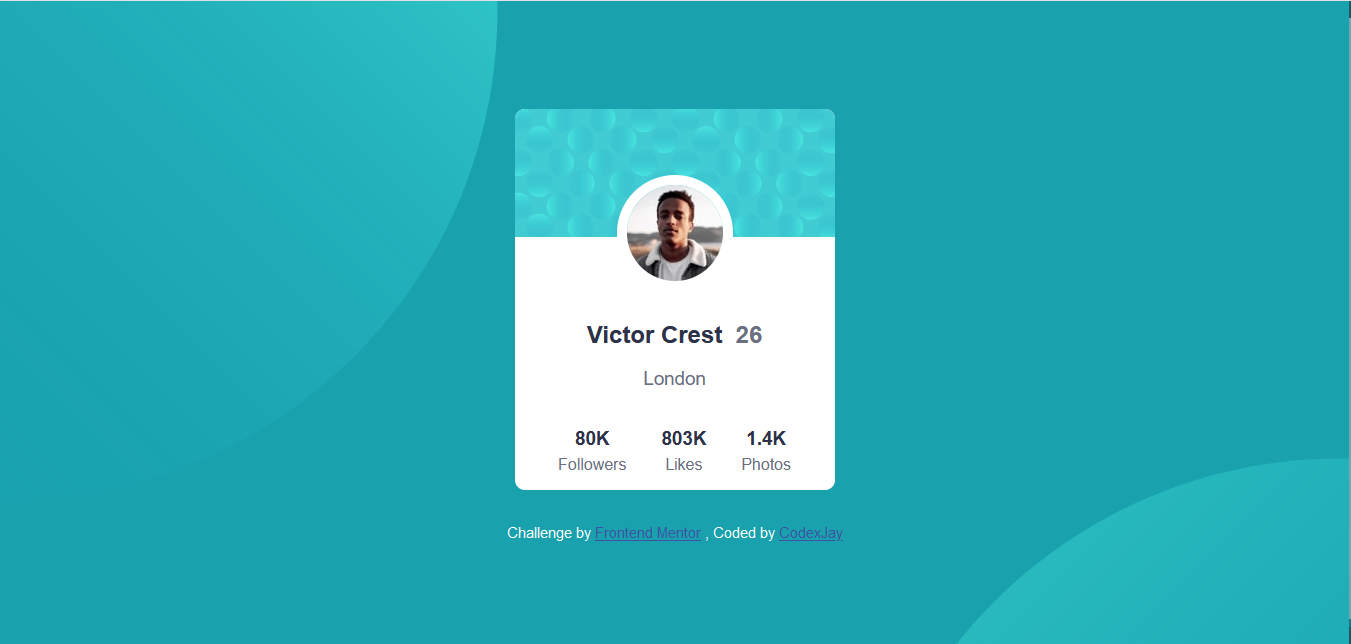 Victor Crest 26
London
80K 803K 1.4K
Followers Likes Photos
Challenge by Frontend Mentor , Coded by CodexJay